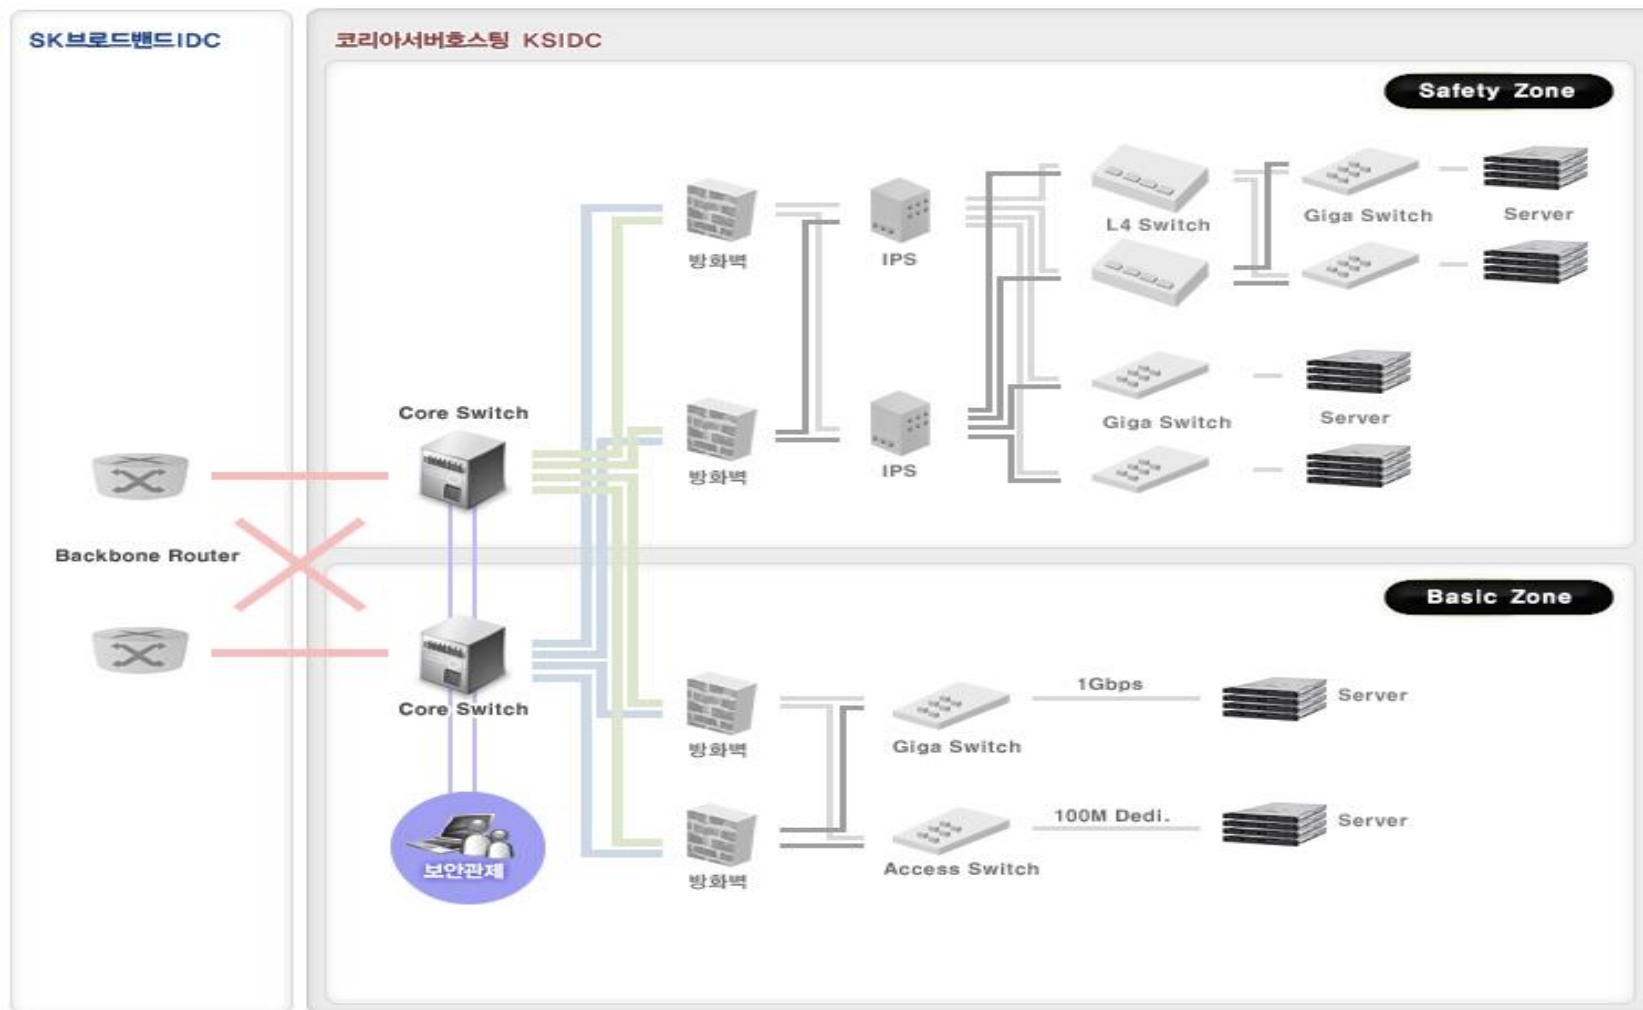 SK브로드밴드IDC
코리아서버호스팅 KSIDC
Safety Zone
방화벽
IPS
L4 Switch
Giga Switch
Server
Core Switch
방화벽
IPS
Giga Switch
Server
Backbone Router
Basic Zone
Core Switch
방화벽
Giga Switch
1Gbps
Server
보안관제
방화벽
Access Switch
100M Dedi.
Server